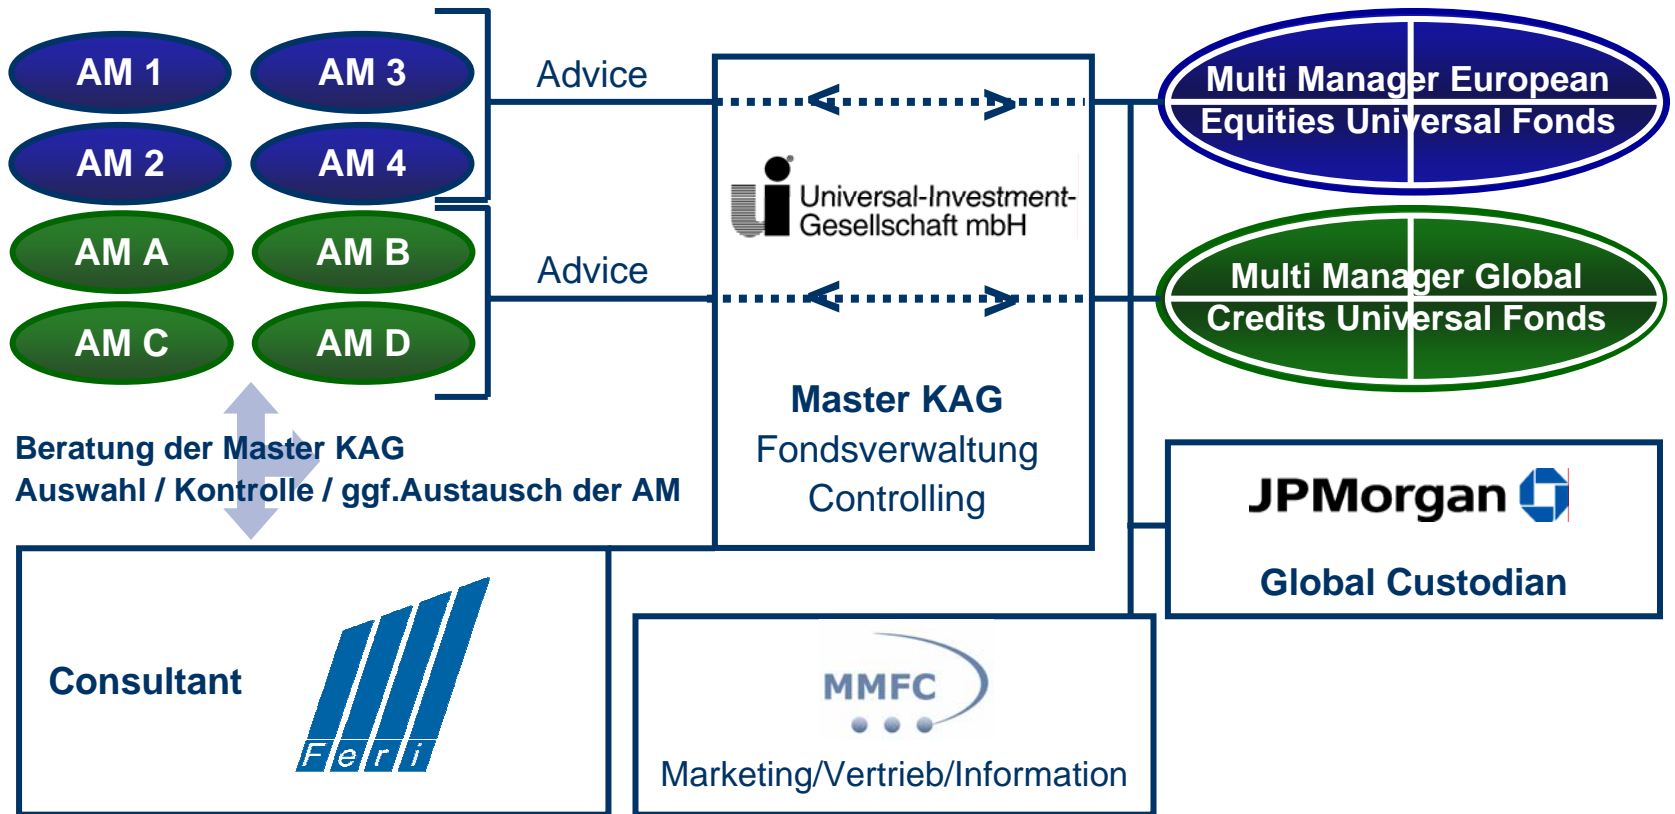 AM 1
AM 3
AM 2
AM 4
AM A
AM B
AM C
AM D
Advice
Advice
Universal-Investment-
Gesellschaft mbH
Master KAG
Fondsverwaltung
Controlling
Multi Manager European
Equities Universal Fonds
Multi Manager Global
Credits Universal Fonds
Beratung der Master KAG
Auswahl / Kontrolle / ggf.Austausch der AM
JPMorgan
Global Custodian
Consultant
Feri
MMFC
Marketing/Vertrieb/Information